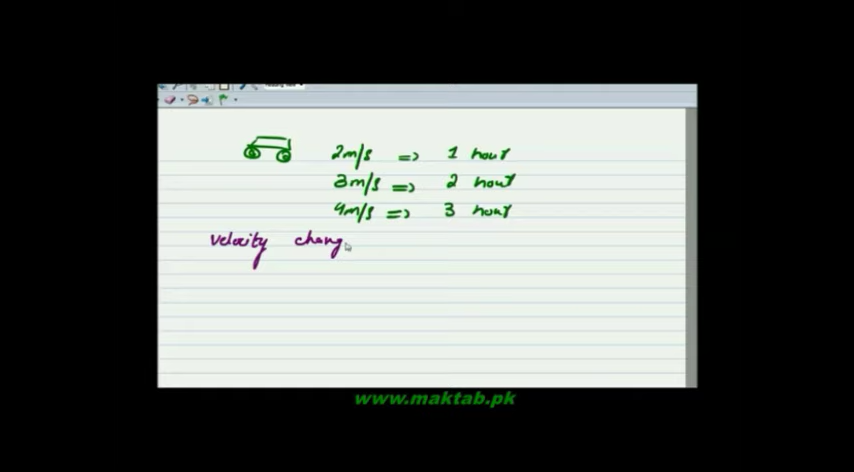 2m/s => 1 hour
3m/s => 2 hour
4m/s => 3 hour
velocity chang
www.maktab.pk